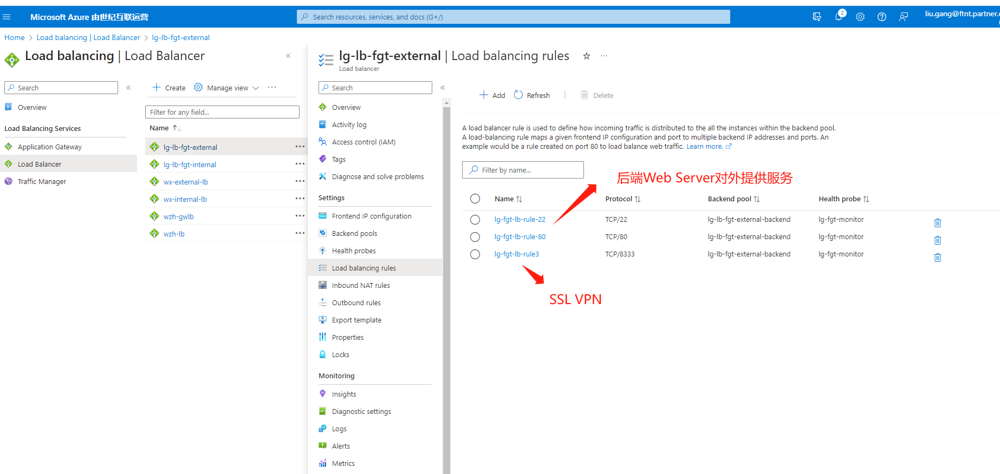 Microsoft Azure 由世纪互联运营
Search resources, services, and docs (G+/)
2
liu.gang@ftnt.partner.
Home > Load balancing | Load Balancer > lg-lb-fgt-external
Load balancing | Load Balancer
«
Search
«
Overview
Load Balancing Services
Application Gateway
Load Balancer
Traffic Manager
Create
Manage view
...
Filter for any field...
Name
lg-lb-fgt-external
lg-lb-fgt-internal
wx-external-lb
wx-internal-lb
wzh-gwlb
wzh-lb
lg-lb-fgt-external | Load balancing rules
...
Load balancer
Search
«
Overview
Activity log
Access control (IAM)
Tags
Diagnose and solve problems
Settings
Frontend IP configuration
Backend pools
Health probes
Load balancing rules
Inbound NAT rules
Outbound rules
Export template
Properties
Locks
Monitoring
Insights
Diagnostic settings
Logs
Alerts
Metrics
Add
Refresh
Delete
A load balancer rule is used to define how incoming traffic is distributed to the all the instances within the backend pool.
A load-balancing rule maps a given frontend IP configuration and port to multiple backend IP addresses and ports. An
example would be a rule created on port 80 to load balance web traffic. Learn more.
Filter by name...
后端Web Server对外提供服务
Name Protocol Backend pool Health probe
lg-fgt-lb-rule-22 TCP/22 lg-lb-fgt-external-backend lg-fgt-monitor
lg-fgt-lb-rule-80 TCP/80 lg-lb-fgt-external-backend lg-fgt-monitor
lg-fgt-lb-rule3 TCP/8333 lg-lb-fgt-external-backend lg-fgt-monitor
SSL VPN